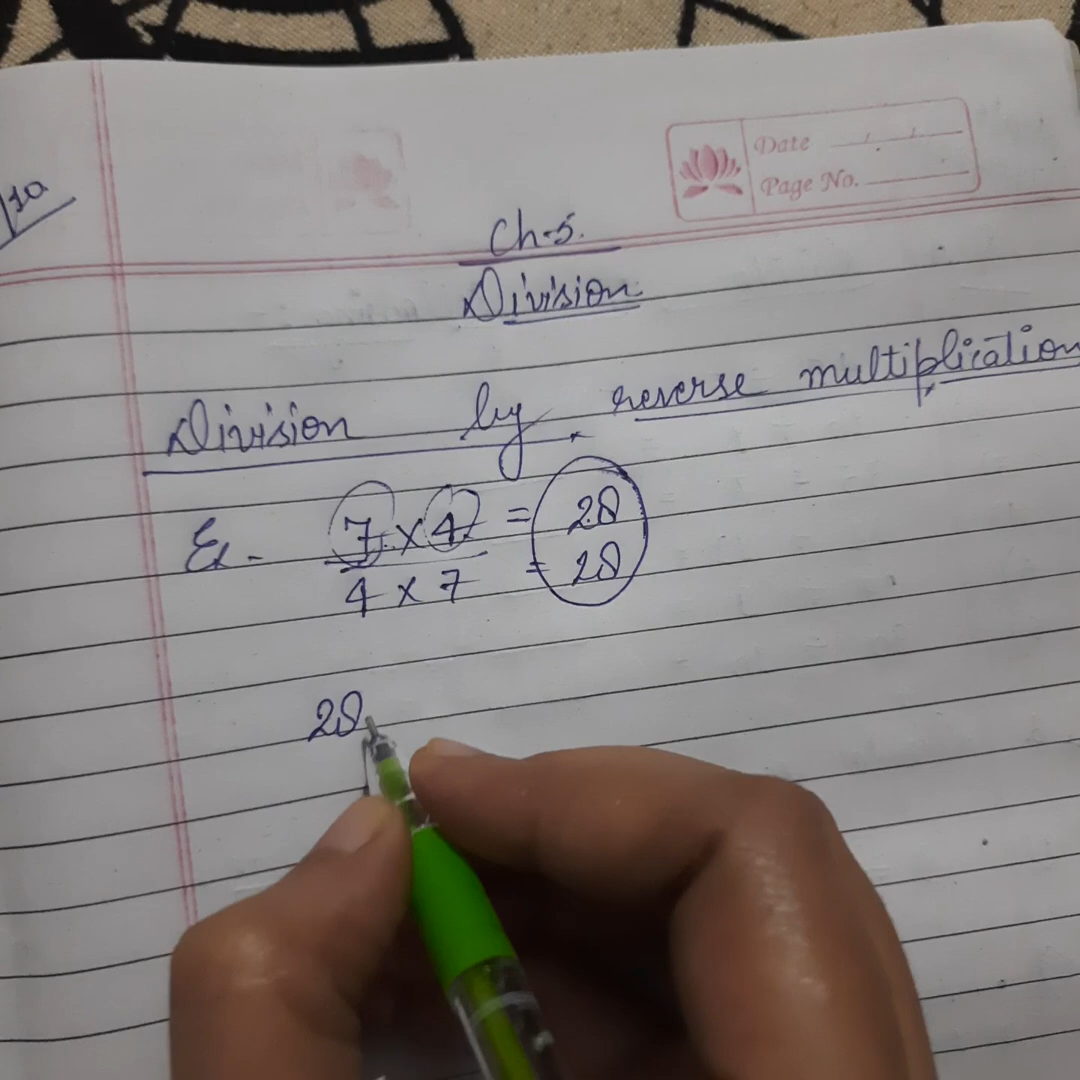 Date
Page No.
/10
Ch-5.
Division
Division by reverse multiplication
Ex- 7 x 4 = 28
4 x 7 = 28
28